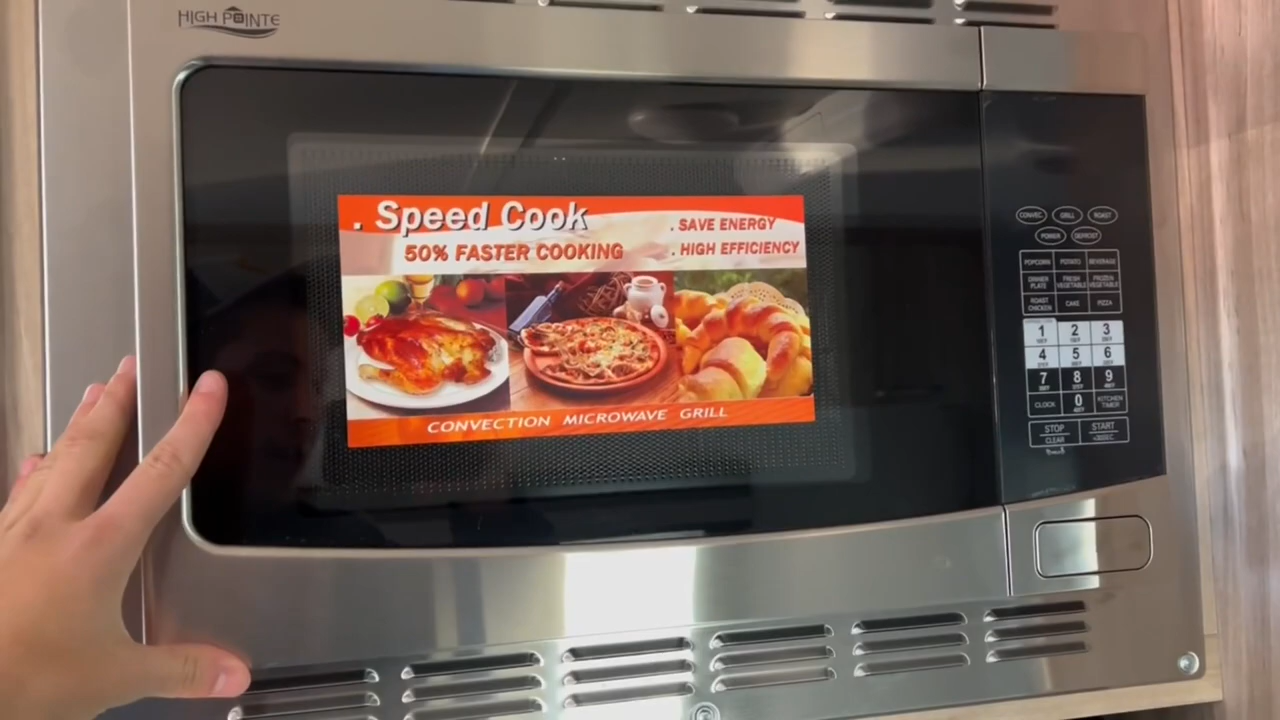 HIGH POINTE
. Speed Cook
50% FASTER COOKING
. SAVE ENERGY
. HIGH EFFICIENCY
CONVECTION MICROWAVE GRILL
CONVEC. GRILL ROAST
POWER DEFROST
POPCORN POTATO BEVERAGE
DINNER PLATE FRESH VEGETABLE FROZEN VEGETABLE
ROAST CHICKEN CAKE PIZZA
1 2 3
4 5 6
7 8 9
CLOCK 0 KITCHEN TIMER
STOP CLEAR START